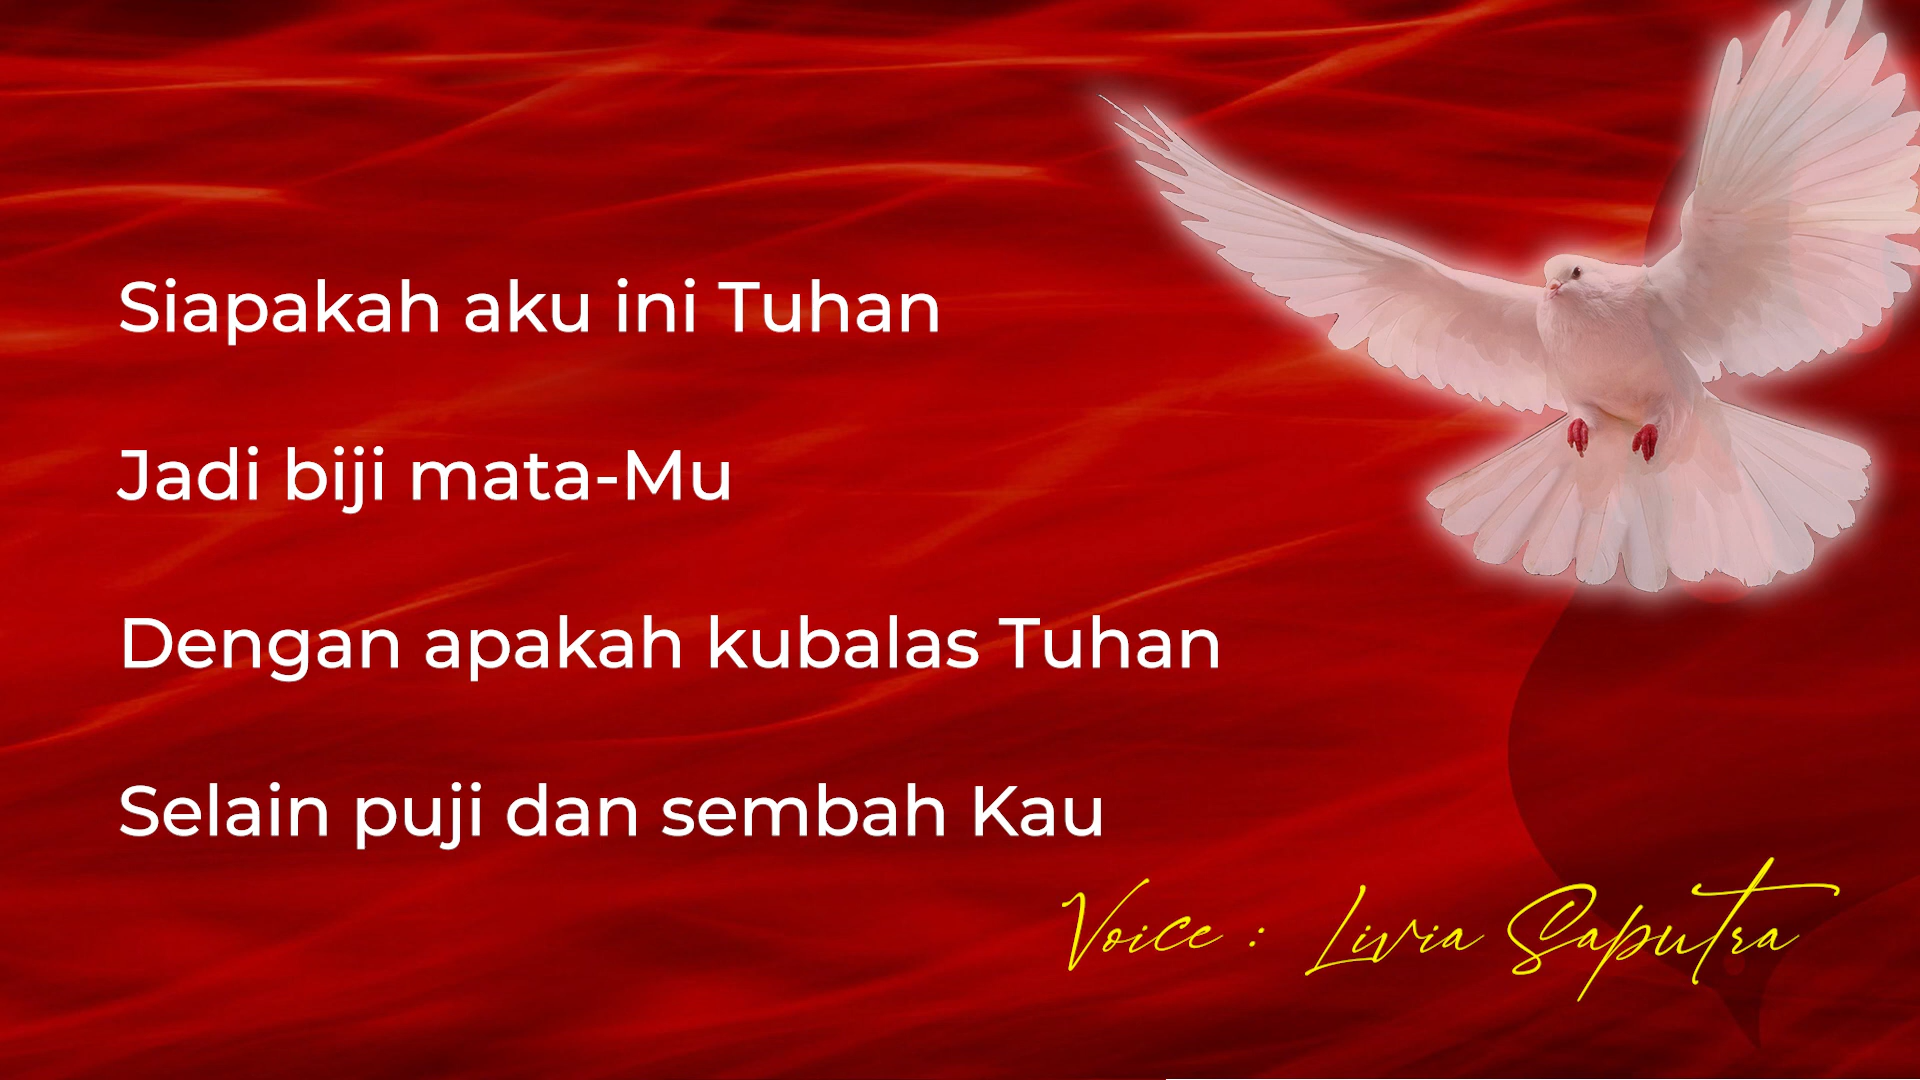 Siapakah aku ini Tuhan
Jadi biji mata-Mu
Dengan apakah kubalas Tuhan
Selain puji dan sembah Kau
Voice : Livia Saputra